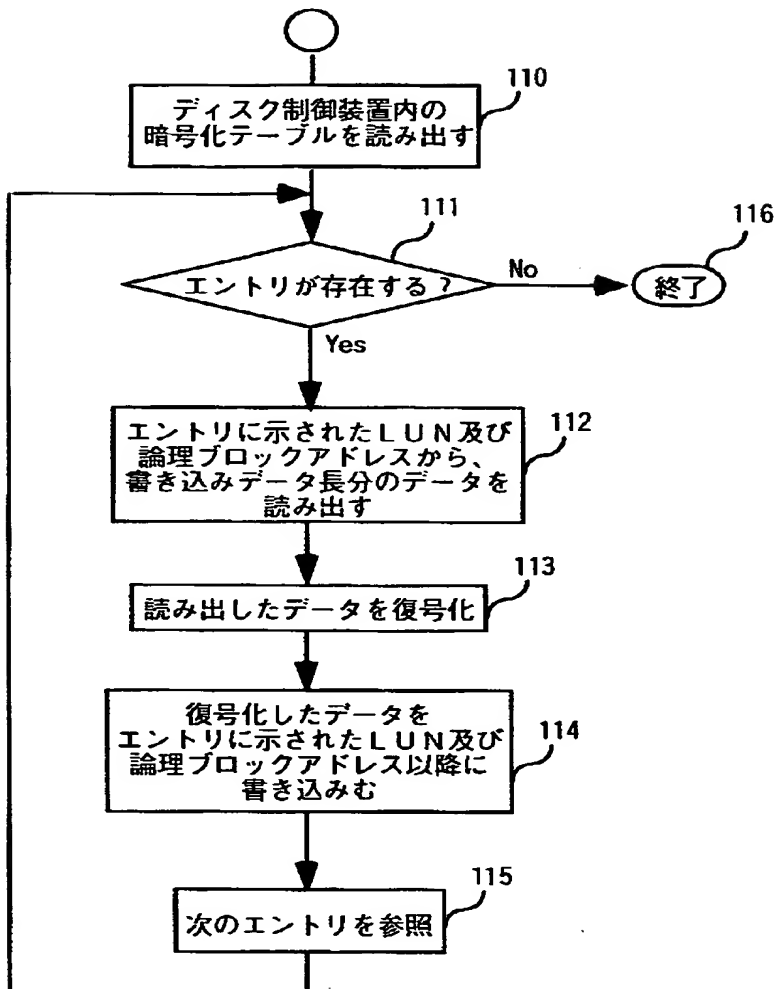 110
ディスク制御装置内の
暗号化テーブルを読み出す
111
エントリが存在する?
No
116
終了
Yes
112
エントリに示されたLUN及び
論理ブロックアドレスから、
書き込みデータ長分のデータを
読み出す
113
読み出したデータを復号化
114
復号化したデータを
エントリに示されたLUN及び
論理ブロックアドレス以降に
書き込みむ
115
次のエントリを参照